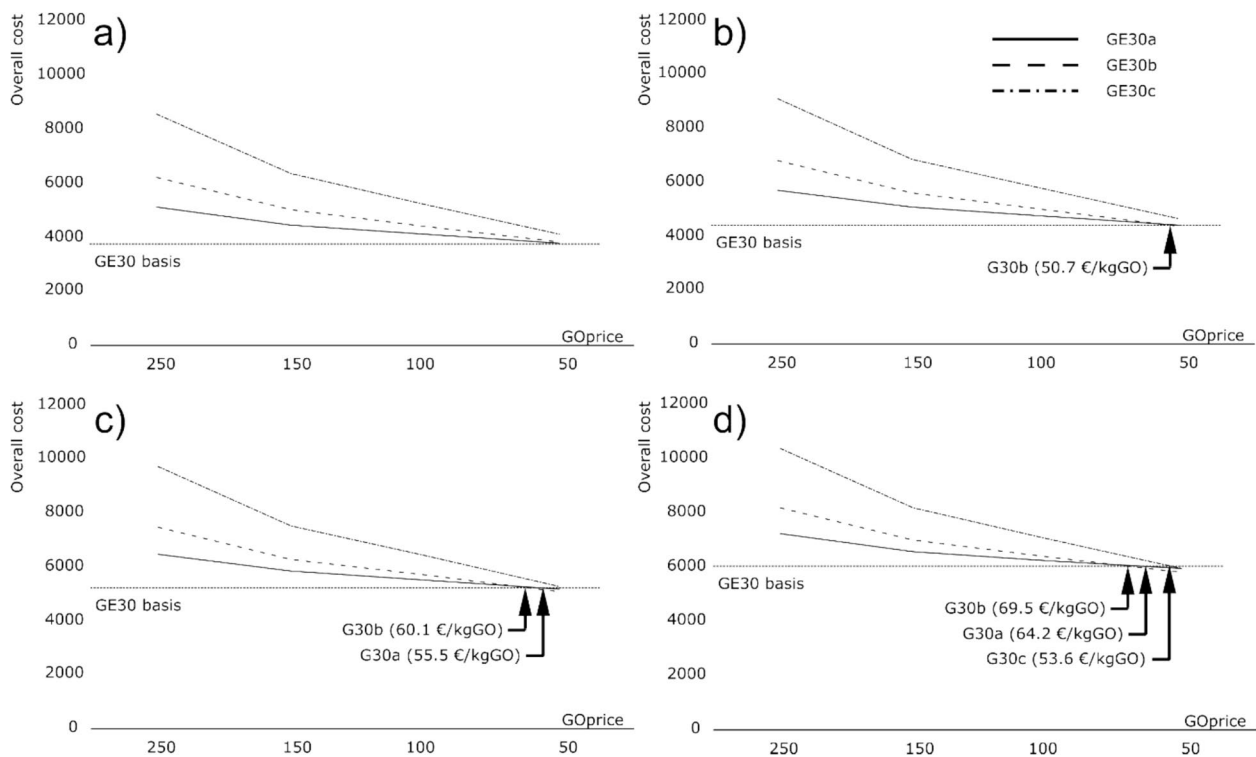 a)
Overall cost
12000
10000
8000
6000
4000
2000
0
GE30 basis
GOprice
250 150 100 50
b)
Overall cost
12000
10000
8000
6000
4000
2000
0
GE30a
GE30b
GE30c
GE30 basis
G30b (50.7 €/kgGO)
GOprice
250 150 100 50
c)
Overall cost
12000
10000
8000
6000
4000
2000
0
GE30 basis
G30b (60.1 €/kgGO)
G30a (55.5 €/kgGO)
GOprice
250 150 100 50
d)
Overall cost
12000
10000
8000
6000
4000
2000
0
GE30 basis
G30b (69.5 €/kgGO)
G30a (64.2 €/kgGO)
G30c (53.6 €/kgGO)
GOprice
250 150 100 50